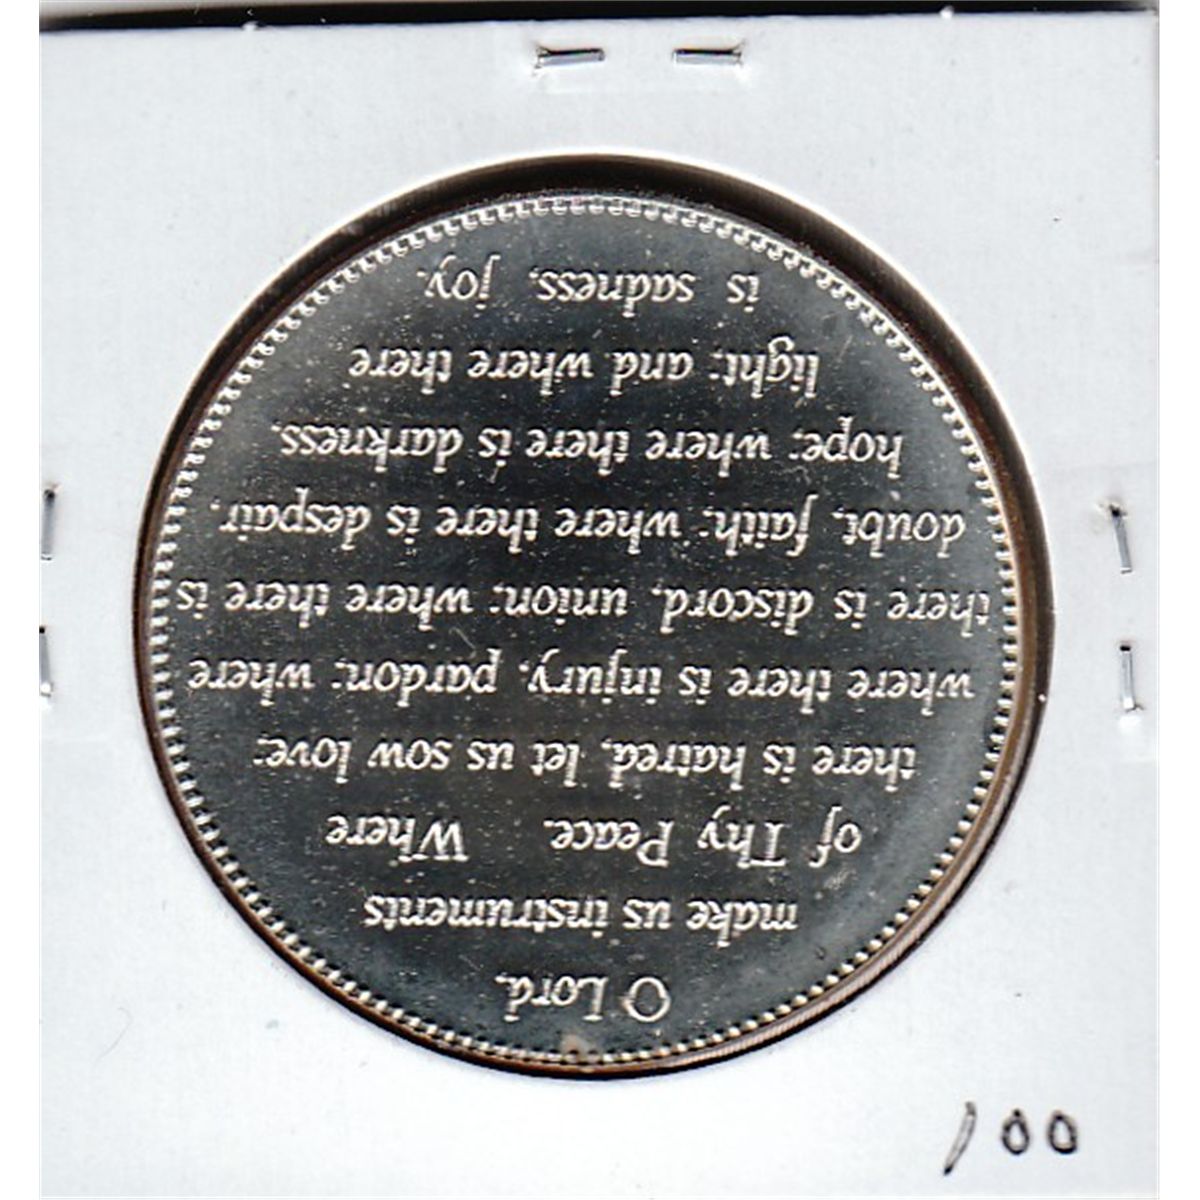 O Lord,
make us instruments
of Thy Peace. Where
there is hatred, let us sow love;
where there is injury, pardon; where
there is discord, union; where there is
doubt, faith; where there is despair,
hope; where there is darkness,
light; and where there
is sadness, joy.
100